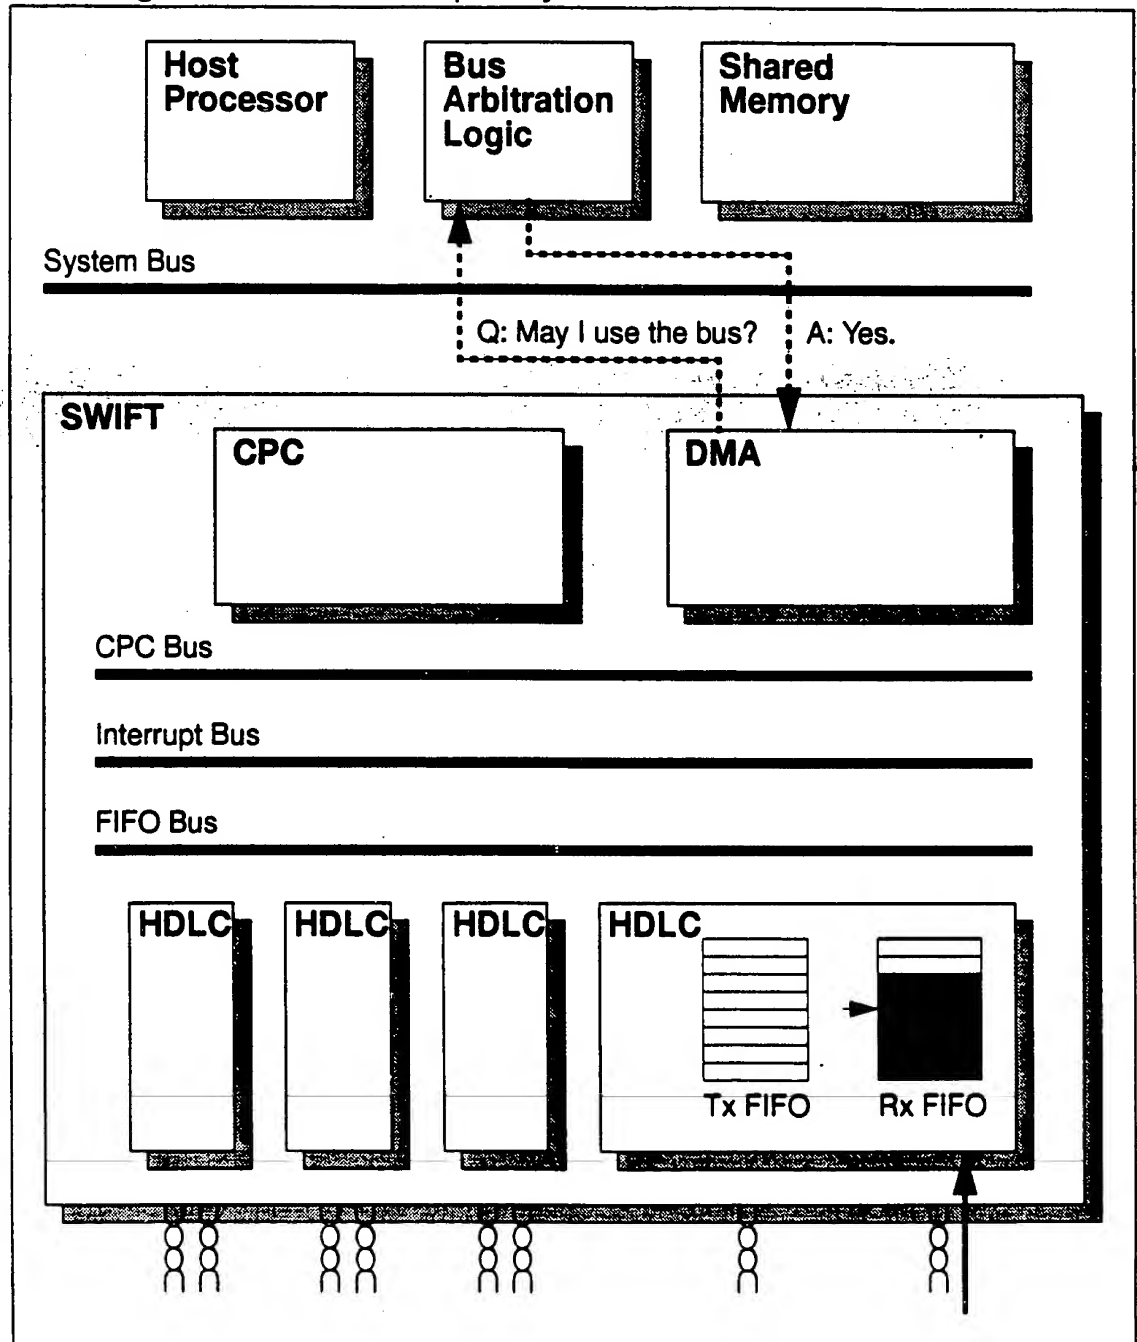 Host
Processor
Bus
Arbitration
Logic
Shared
Memory
System Bus
Q: May I use the bus?
A: Yes.
SWIFT
CPC
DMA
CPC Bus
Interrupt Bus
FIFO Bus
HDLC
HDLC
HDLC
HDLC
Tx FIFO
Rx FIFO